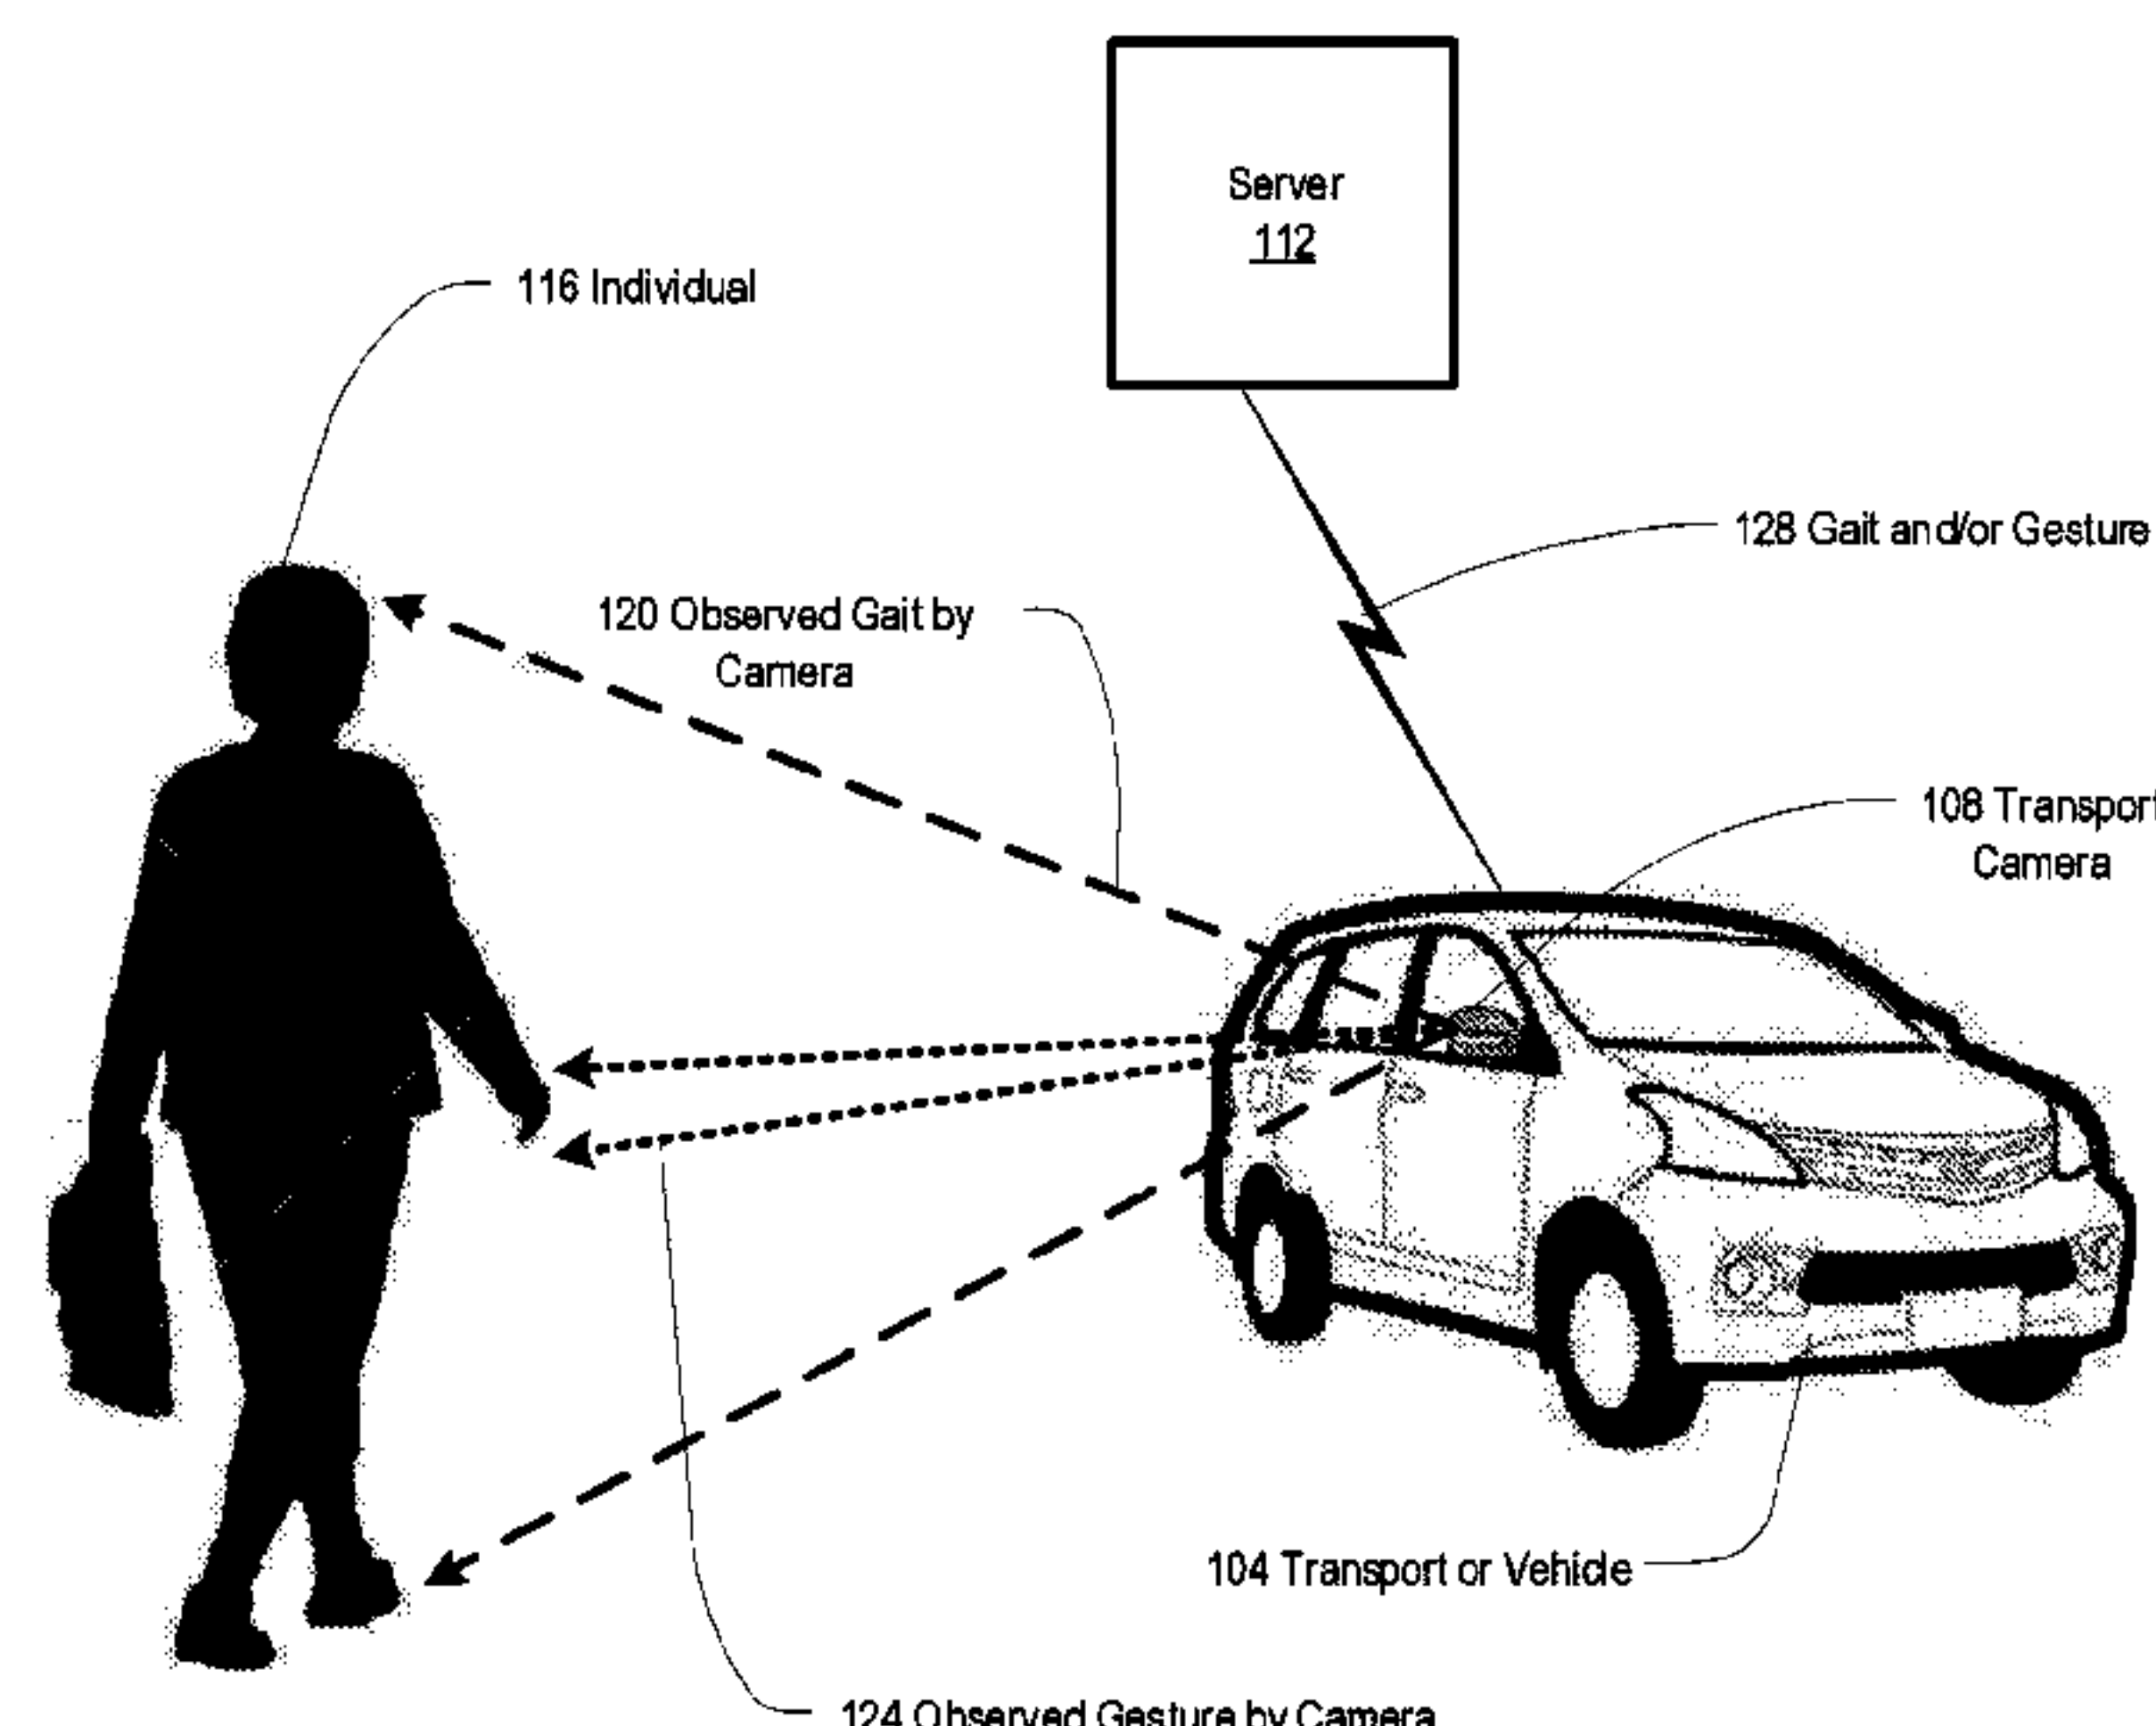 Server
112
116 Individual
128 Gait and/or Gesture
120 Observed Gait by
Camera
108 Transport
Camera
104 Transport or Vehicle
124 Observed Gesture by Camera